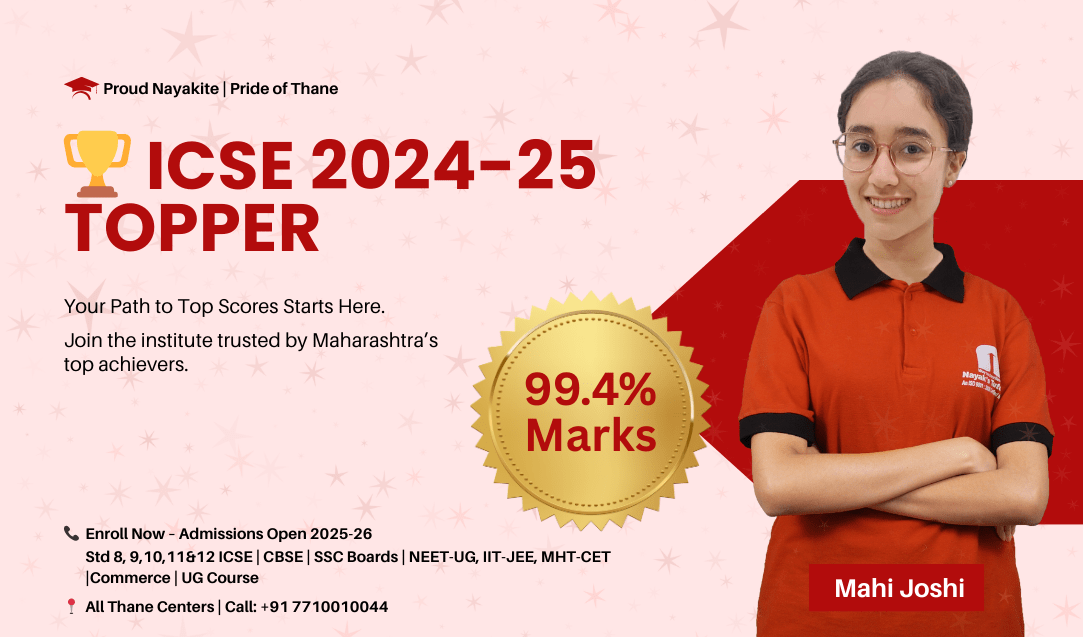 Proud Nayakite | Pride of Thane
ICSE 2024-25
TOPPER
Your Path to Top Scores Starts Here.
Join the institute trusted by Maharashtra’s
top achievers.
99.4%
Marks
Enroll Now – Admissions Open 2025-26
Std 8, 9,10,11&12 ICSE | CBSE | SSC Boards | NEET-UG, IIT-JEE, MHT-CET
|Commerce | UG Course
All Thane Centers | Call: +91 7710010044
Mahi Joshi